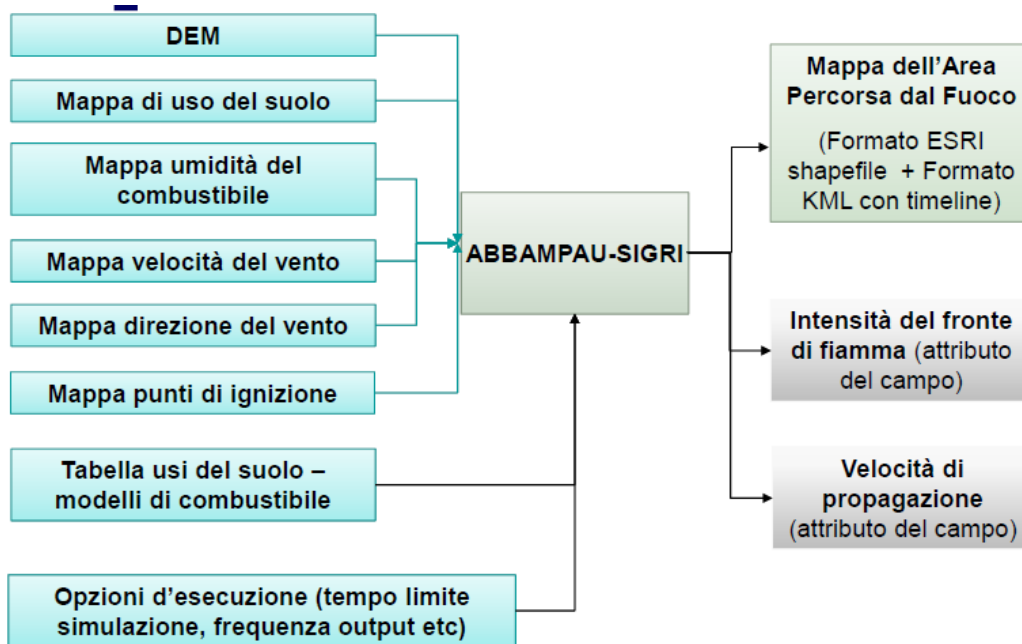 DEM
Mappa di uso del suolo
Mappa umidità del
combustibile
Mappa velocità del vento
Mappa direzione del vento
Mappa punti di ignizione
Tabella usi del suolo –
modelli di combustibile
Opzioni d’esecuzione (tempo limite
simulazione, frequenza output etc)
ABBAMPAU-SIGRI
Mappa dell’Area
Percorsa dal Fuoco
(Formato ESRI
shapefile + Formato
KML con timeline)
Intensità del fronte
di fiamma (attributo
del campo)
Velocità di
propagazione
(attributo del campo)